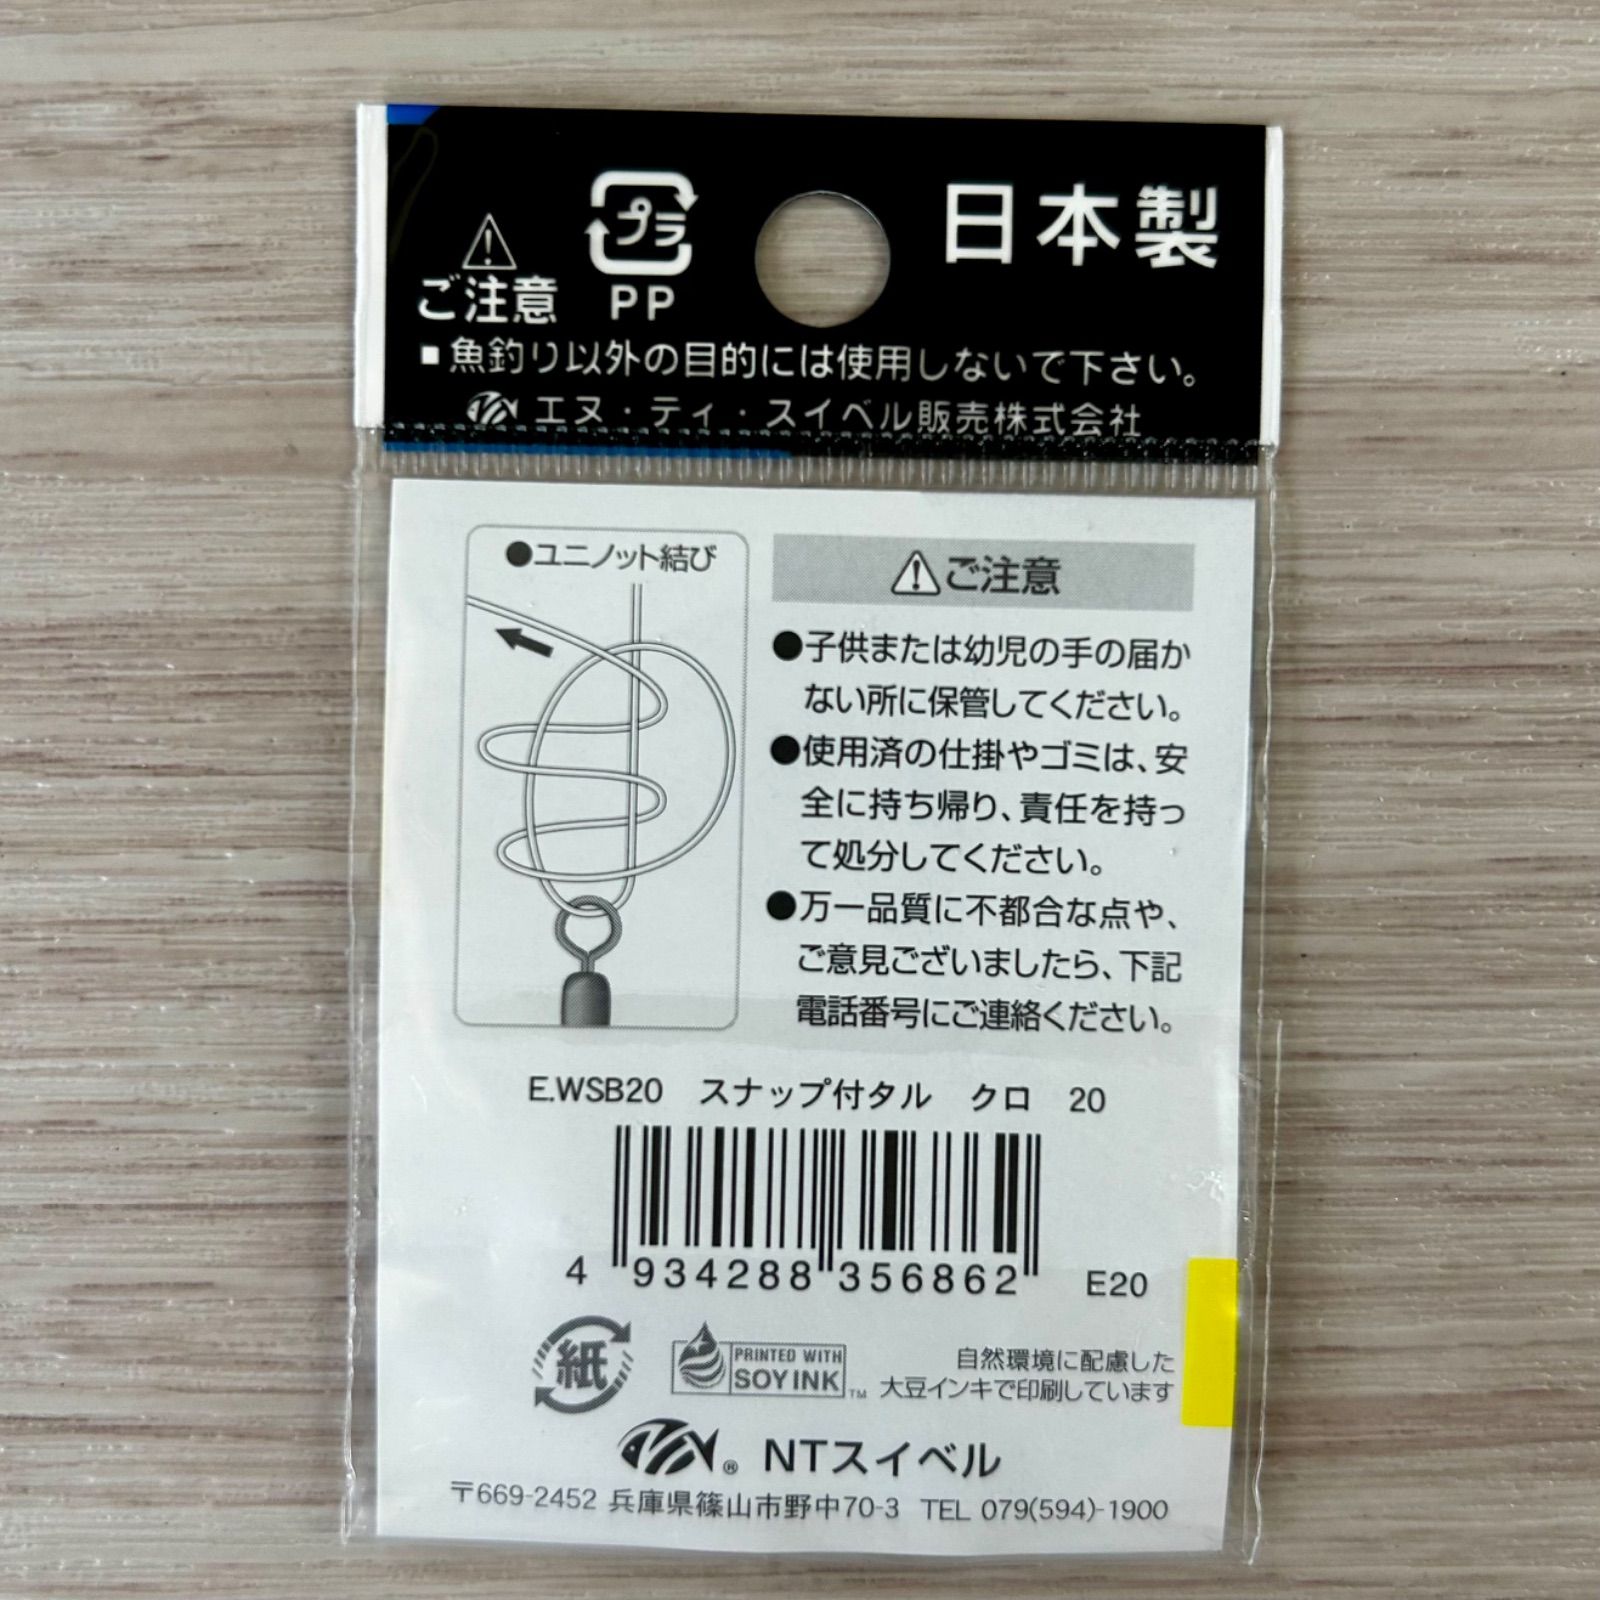 プラ
PP
日本製
ご注意
■魚釣り以外の目的には使用しないで下さい。
エヌ・ティ・スイベル販売株式会社
●ユニノット結び
ご注意
●子供または幼児の手の届か
ない所に保管してください。
●使用済の仕掛やゴミは、安
全に持ち帰り、責任を持っ
て処分してください。
●万一品質に不都合な点や、
ご意見ございましたら、下記
電話番号にご連絡ください。
E.WSB20 スナップ付タル クロ 20
4 934288 356862 E20
紙
PRINTED WITH
SOY INK TM
自然環境に配慮した
大豆インキで印刷しています
® NTスイベル
〒669-2452 兵庫県篠山市野中70-3 TEL 079(594)-1900